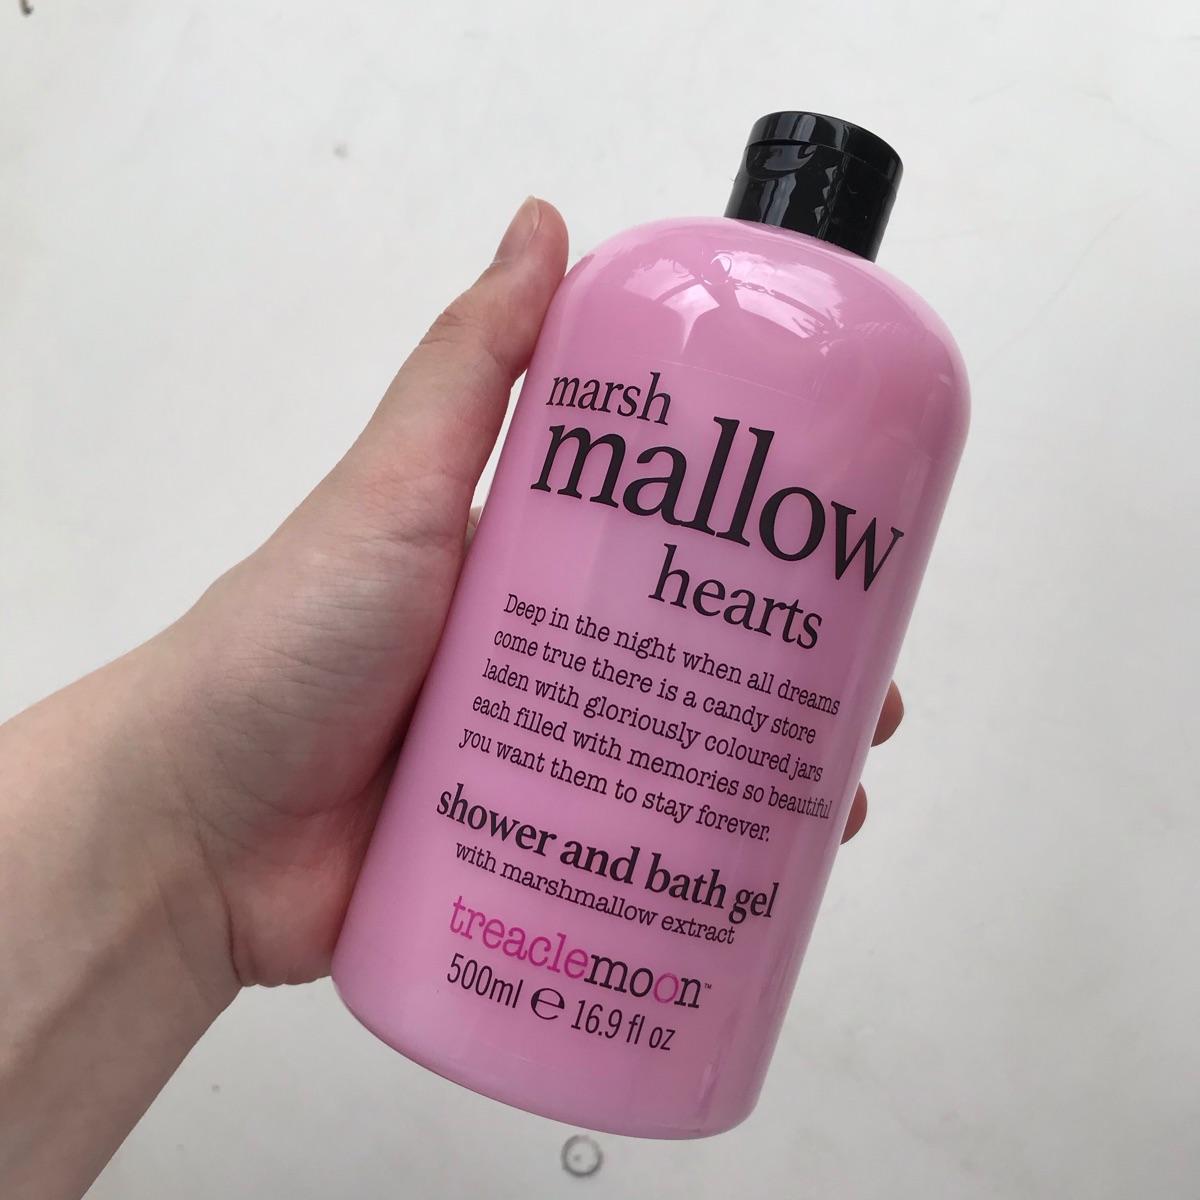 marsh
mallow
hearts
Deep in the night when all dreams
come true there is a candy store
laden with gloriously coloured jars
each filled with memories so beautiful
you want them to stay forever.
shower and bath gel
with marshmallow extract
treaclemoon™
500ml ℮ 16.9 fl oz